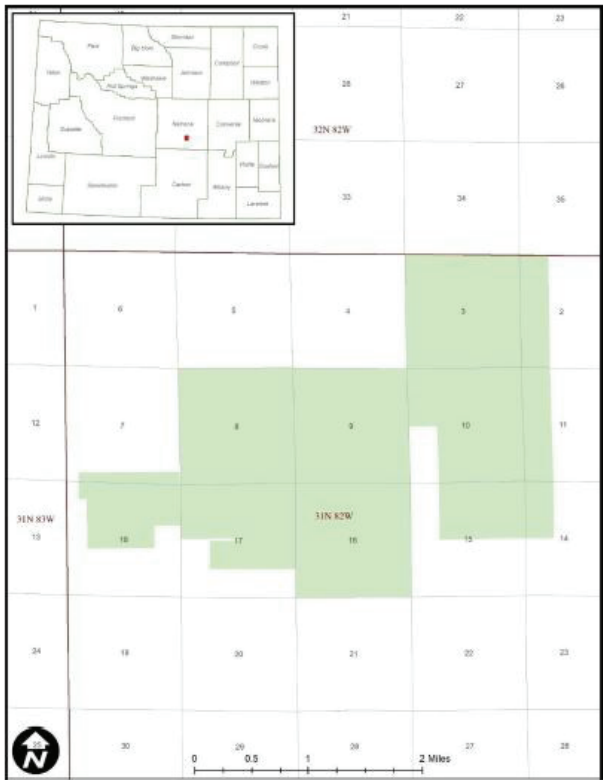 Sheridan
Park
Big Horn
Crook
Campbell
Teton
Johnson
Washakie
Weston
Hot Springs
Fremont
Natrona
Converse
Niobrara
Sublette
Lincoln
Platte
Goshen
Sweetwater
Carbon
Albany
Uinta
Laramie
21 22 23
28 27 26
32N 82W
33 34 35
1 6 5 4 3 2
12 7 8 9 10 11
31N 83W 31N 82W
13 18 17 16 15 14
24 19 20 21 22 23
25 30 29 28 27 26
N
0 0.5 1 2 Miles